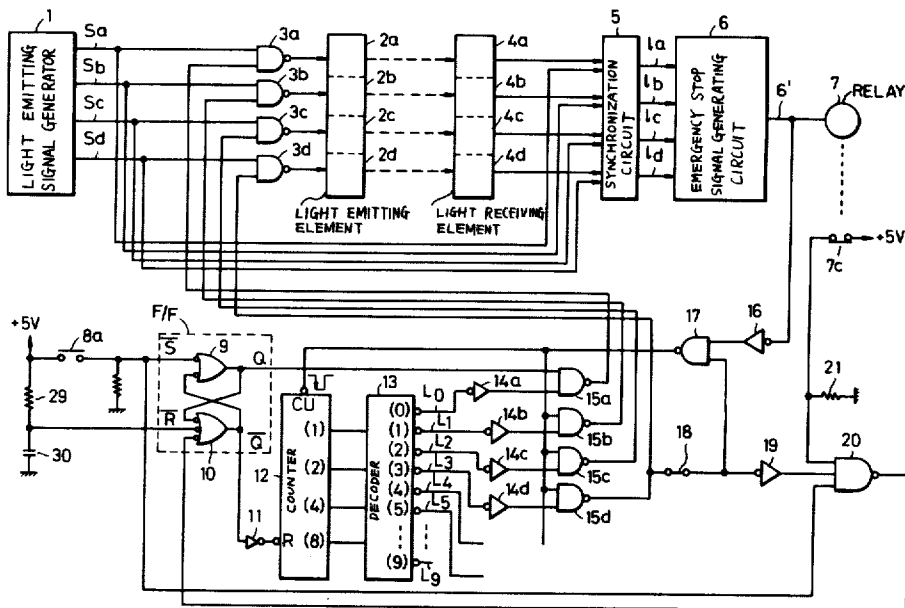 1
LIGHT EMITTING
SIGNAL GENERATOR
Sa
Sb
Sc
Sd
3a
3b
3c
3d
2a
2b
2c
2d
LIGHT EMITTING
ELEMENT
4a
4b
4c
4d
LIGHT RECEIVING
ELEMENT
5
SYNCHRONIZATION
CIRCUIT
la
lb
lc
ld
6
EMERGENCY STOP
SIGNAL GENERATING
CIRCUIT
6'
7
RELAY
+5V
7c
+5V
8a
29
30
F/F
S
9
Q
R
10
Q
11
12
CU
(1)
(2)
(4)
R (8)
COUNTER
13
DECODER
(0)
(1)
(2)
(3)
(4)
(5)
(9)
L0
L1
L2
L3
L4
L5
L9
14a
14b
14c
14d
15a
15b
15c
15d
16
17
18
19
20
21